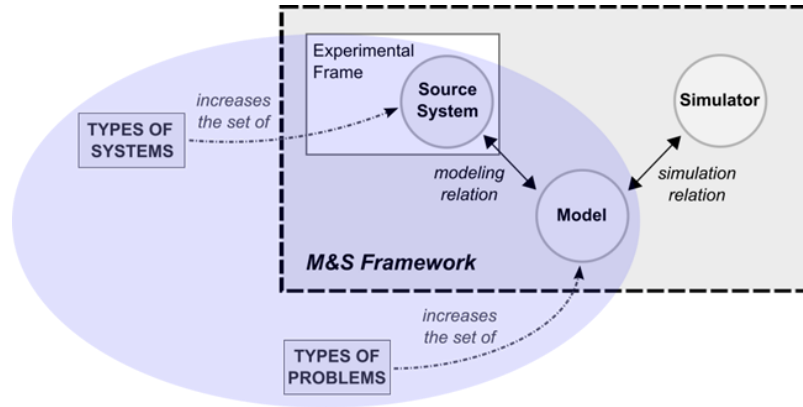 Experimental
Frame
Source
System
Simulator
increases
the set of
TYPES OF
SYSTEMS
modeling
relation
simulation
relation
Model
M&S Framework
increases
the set of
TYPES OF
PROBLEMS